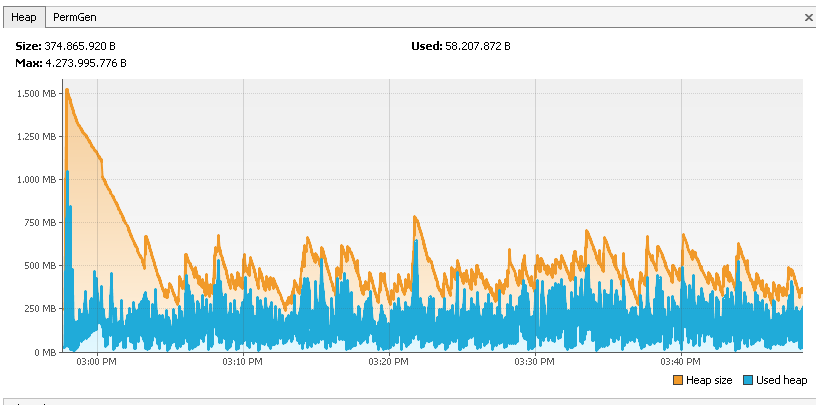 Heap PermGen
Size: 374.865.920 B Used: 58.207.872 B
Max: 4.273.995.776 B
1.500 MB
1.250 MB
1.000 MB
750 MB
500 MB
250 MB
0 MB
03:00 PM 03:10 PM 03:20 PM 03:30 PM 03:40 PM
Heap size Used heap